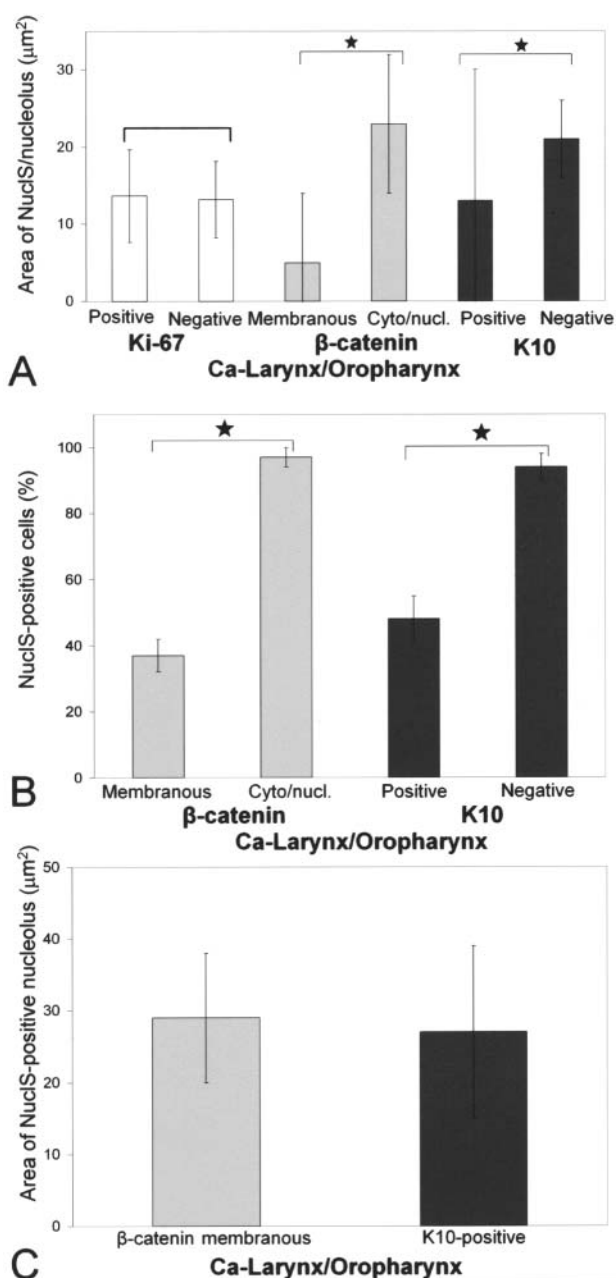 Area of NuclS/nucleolus (µm²)
30
20
10
0
Positive Negative Membranous Cyto/nucl. Positive Negative
Ki-67 β-catenin K10
Ca-Larynx/Oropharynx
A
NuclS-positive cells (%)
100
80
60
40
20
0
Membranous Cyto/nucl. Positive Negative
β-catenin K10
Ca-Larynx/Oropharynx
B
Area of NuclS-positive nucleolus (µm²)
50
40
30
20
10
0
β-catenin membranous K10-positive
Ca-Larynx/Oropharynx
C